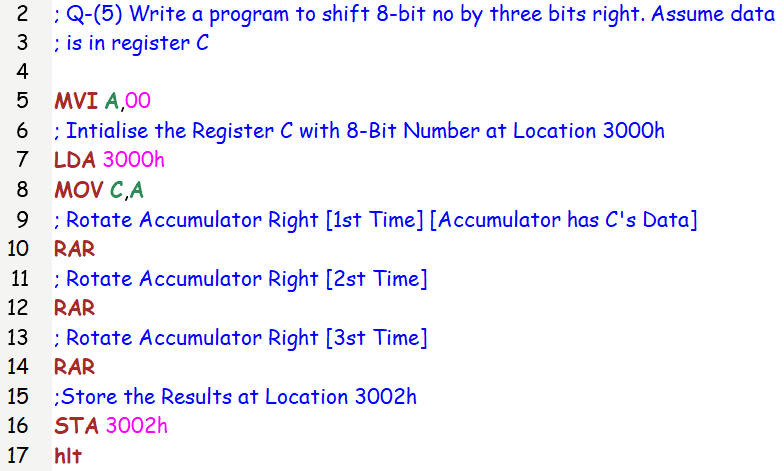 2 ; Q-(5) Write a program to shift 8-bit no by three bits right. Assume data
3 ; is in register C
4
5 MVI A,00
6 ; Intialise the Register C with 8-Bit Number at Location 3000h
7 LDA 3000h
8 MOV C,A
9 ; Rotate Accumulator Right [1st Time] [Accumulator has C's Data]
10 RAR
11 ; Rotate Accumulator Right [2st Time]
12 RAR
13 ; Rotate Accumulator Right [3st Time]
14 RAR
15 ;Store the Results at Location 3002h
16 STA 3002h
17 hlt